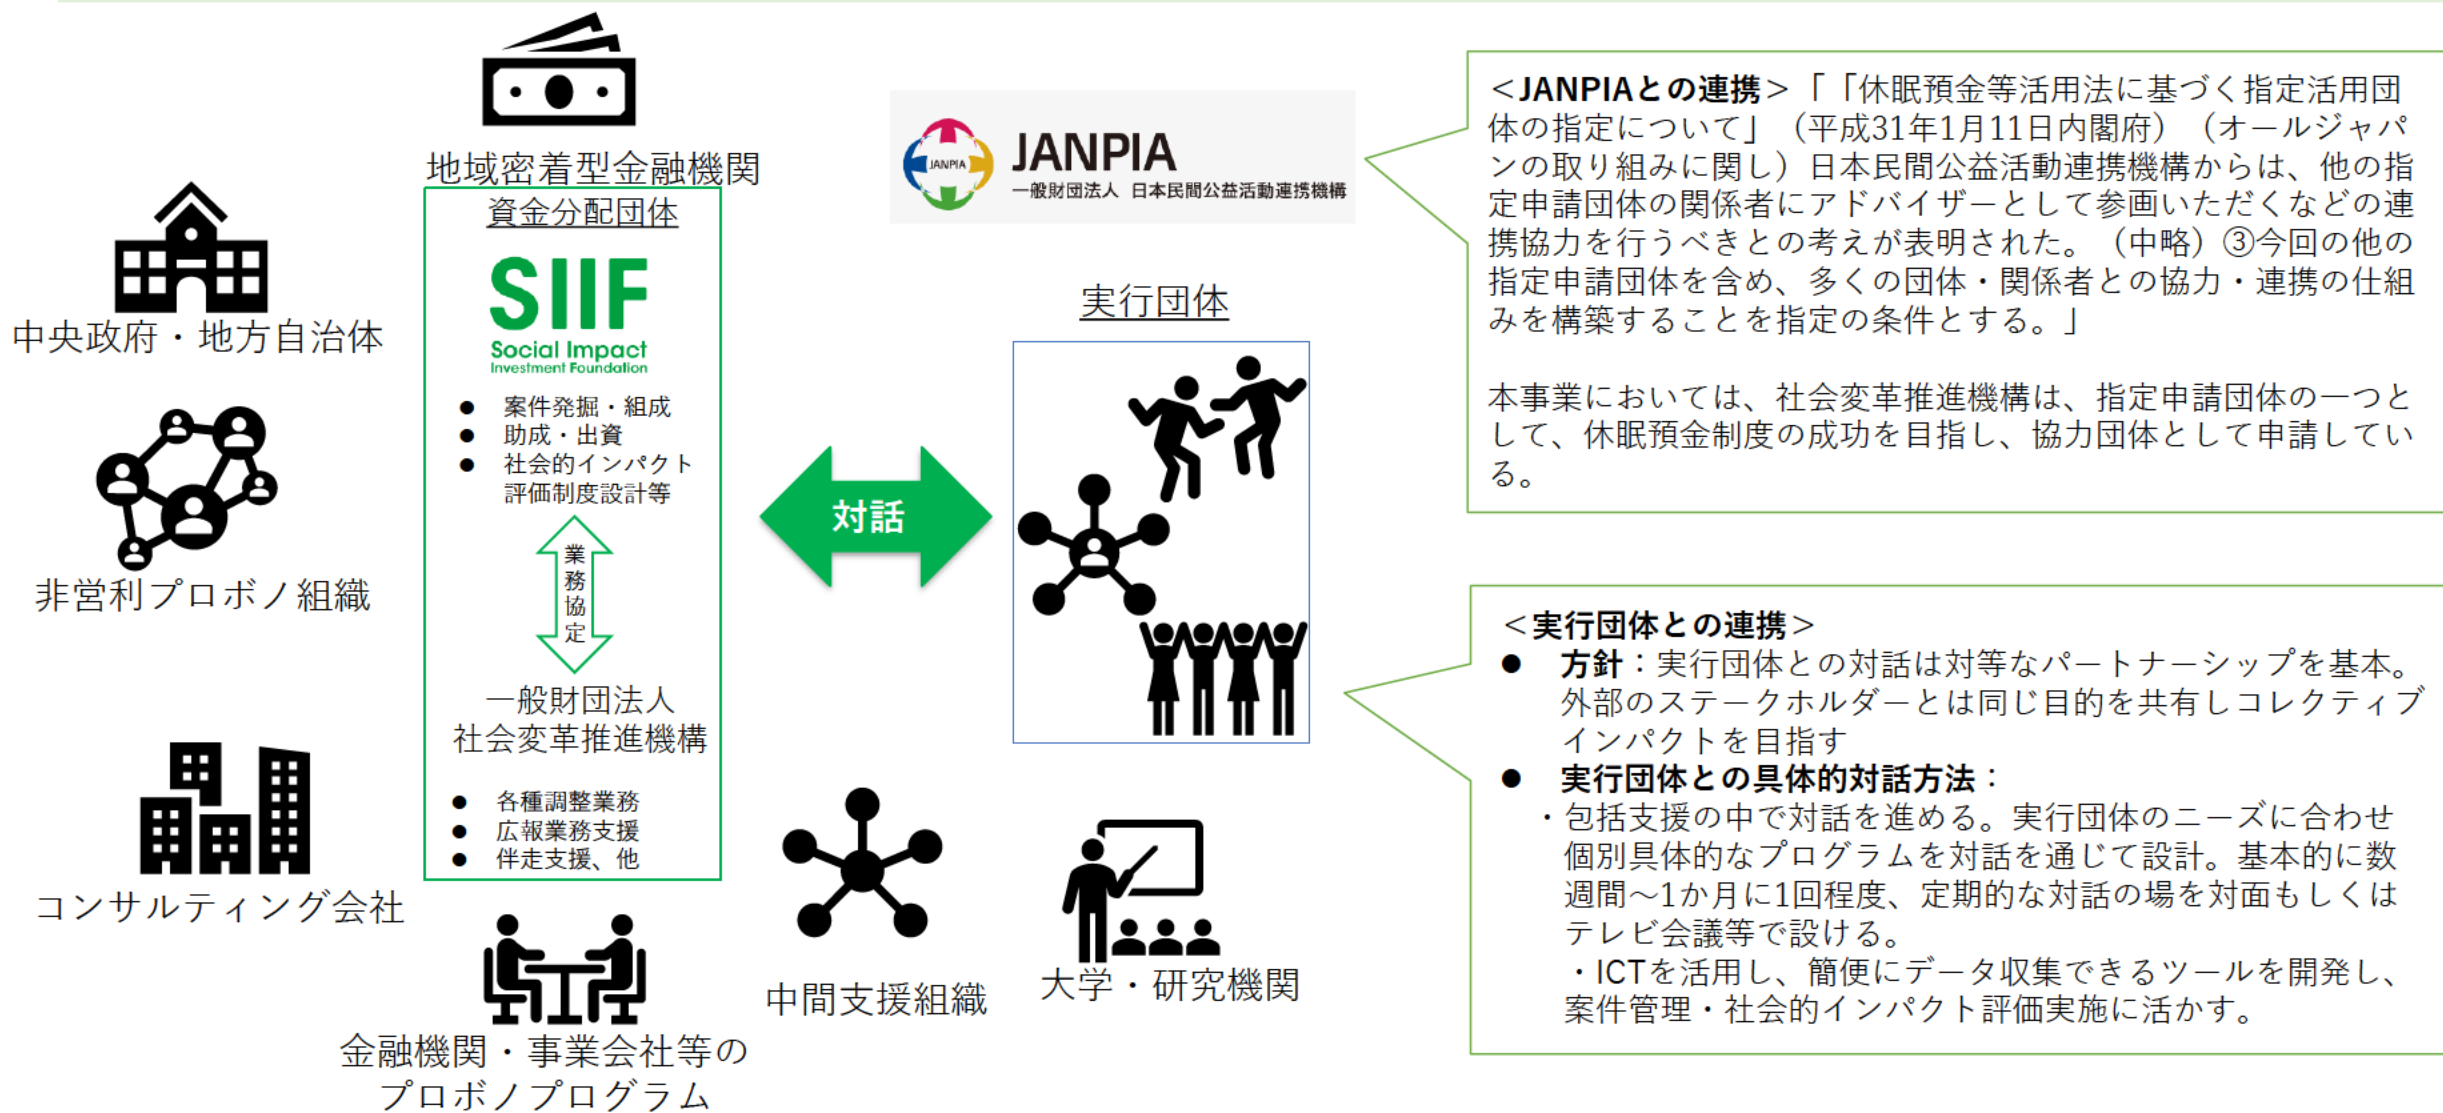 地域密着型金融機関
中央政府・地方自治体
非営利プロボノ組織
コンサルティング会社
資金分配団体
SIIF
Social Impact
Investment Foundation
● 案件発掘・組成
● 助成・出資
● 社会的インパクト
評価制度設計等
業務協定
一般財団法人
社会変革推進機構
● 各種調整業務
● 広報業務支援
● 伴走支援、他
金融機関・事業会社等の
プロボノプログラム
対話
JANPIA
JANPIA
一般財団法人 日本民間公益活動連携機構
実行団体
中間支援組織
大学・研究機関
＜JANPIAとの連携＞「「休眠預金等活用法に基づく指定活用団
体の指定について」（平成31年1月11日内閣府）（オールジャパ
ンの取り組みに関し）日本民間公益活動連携機構からは、他の指
定申請団体の関係者にアドバイザーとして参画いただくなどの連
携協力を行うべきとの考えが表明された。（中略）③今回の他の
指定申請団体を含め、多くの団体・関係者との協力・連携の仕組
みを構築することを指定の条件とする。」
本事業においては、社会変革推進機構は、指定申請団体の一つと
して、休眠預金制度の成功を目指し、協力団体として申請してい
る。
＜実行団体との連携＞
● 方針：実行団体との対話は対等なパートナーシップを基本。
外部のステークホルダーとは同じ目的を共有しコレクティブ
インパクトを目指す
● 実行団体との具体的対話方法：
・包括支援の中で対話を進める。実行団体のニーズに合わせ
個別具体的なプログラムを対話を通じて設計。基本的に数
週間～1か月に1回程度、定期的な対話の場を対面もしくは
テレビ会議等で設ける。
・ICTを活用し、簡便にデータ収集できるツールを開発し、
案件管理・社会的インパクト評価実施に活かす。